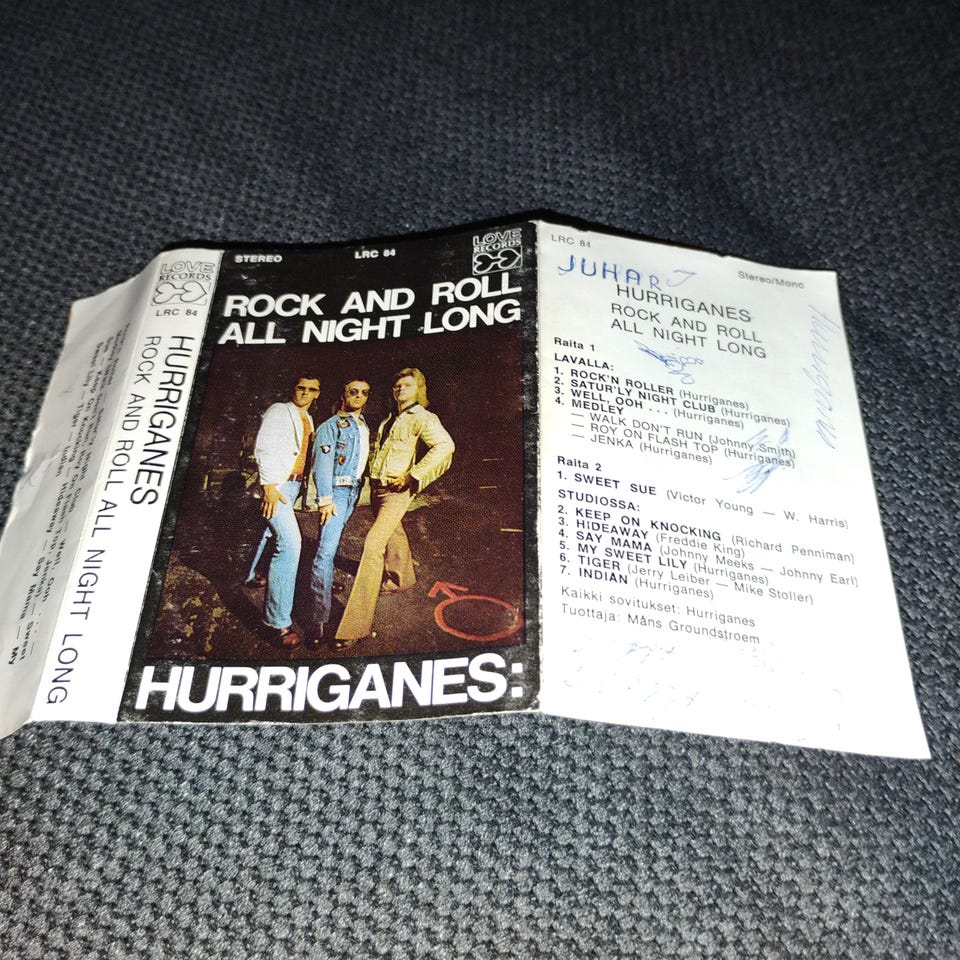 LOVE
RECORDS
LRC 84
HURRIGANES
ROCK AND ROLL ALL NIGHT LONG
STEREO
LRC 84
LOVE
RECORDS
ROCK AND ROLL
ALL NIGHT LONG
HURRIGANES:
LRC 84
Stereo/Mono
JUHA R J
HURRIGANES
ROCK AND ROLL
ALL NIGHT LONG
Hurriganes
Raita 1
LAVALLA:
1. ROCK'N ROLLER (Hurriganes)
2. SATUR'LY NIGHT CLUB (Hurriganes)
3. WELL, OOH . . . (Hurriganes)
4. MEDLEY
— WALK DON'T RUN (Johnny Smith)
— ROY ON FLASH TOP (Hurriganes)
— JENKA (Hurriganes)
Raita 2
1. SWEET SUE (Victor Young — W. Harris)
STUDIOSSA:
2. KEEP ON KNOCKING (Richard Penniman)
3. HIDEAWAY (Freddie King)
4. SAY MAMA (Johnny Meeks — Johnny Earl)
5. MY SWEET LILY (Hurriganes)
6. TIGER (Jerry Leiber — Mike Stoller)
7. INDIAN (Hurriganes)
Kaikki sovitukset: Hurriganes
Tuottaja: Måns Groundstroem